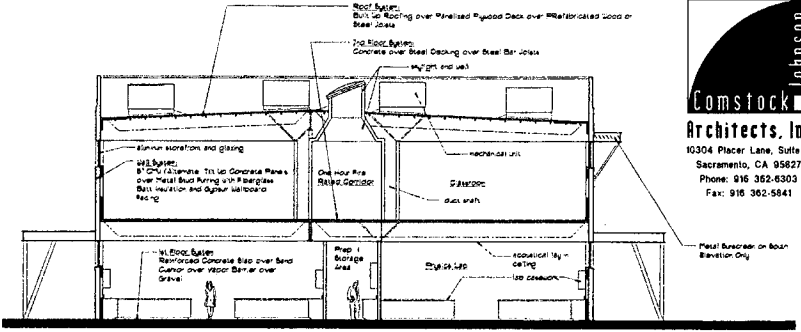 Roof System:
Built Up Roofing over Panelized Plywood Deck over PREfabricated Wood or
Steel Joists
2nd Floor System:
Concrete over Steel Decking over Steel Bar Joists
skylight and well
aluminum storefront and glazing
Wall System:
8" CMU (Alternate: Tilt Up Concrete Panels
over Metal Stud Furring with Fiberglass
Batt Insulation and Gypsum Wallboard
Facing
One Hour Fire
Rated Corridor
mechanical unit
Classroom
duct shaft
1st Floor System
Reinforced Concrete Slab over Sand
Cushion over Vapor Barrier over
Gravel
Prep /
Storage
Area
Physics Lab
acoustical lay in
ceiling
lab casework
Metal Sunscreen on South
Elevation Only
Comstock
Johnson
Architects, In
10304 Placer Lane, Suite
Sacramento, CA 95827
Phone: 916 362-6303
Fax: 916 362-5841